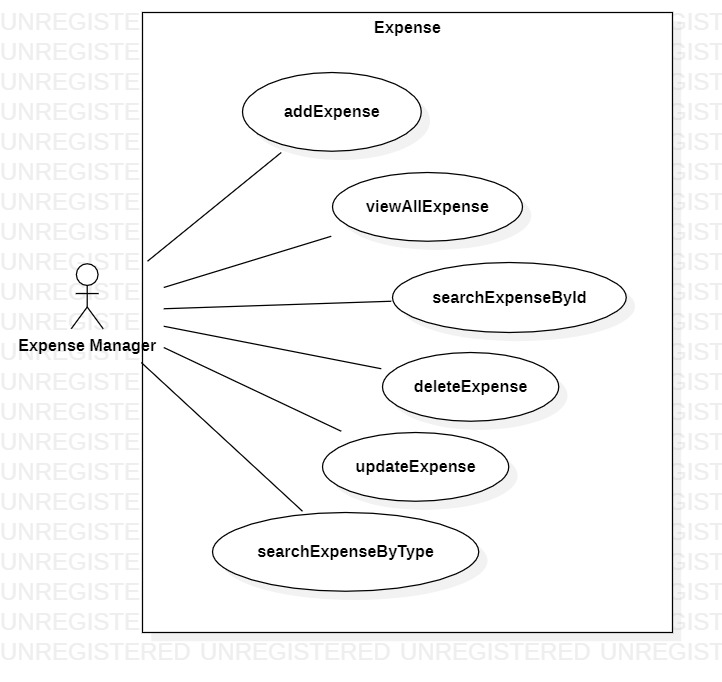 Expense
addExpense
viewAllExpense
searchExpenseById
Expense Manager
deleteExpense
updateExpense
searchExpenseByType
UNREGISTERED UNREGISTERED UNREGISTERED UNREGIST